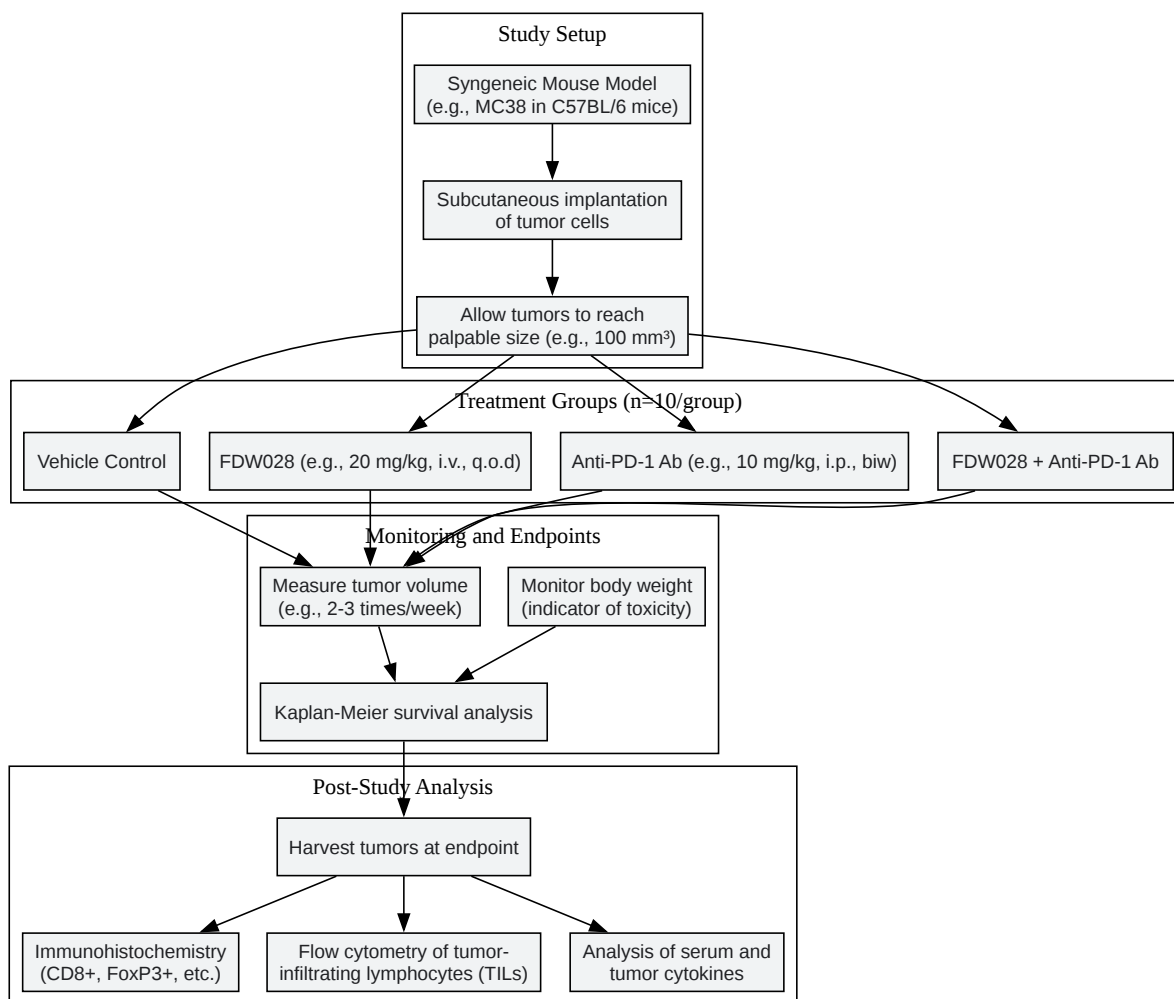 Study Setup
Syngeneic Mouse Model
(e.g., MC38 in C57BL/6 mice)
Subcutaneous implantation
of tumor cells
Allow tumors to reach
palpable size (e.g., 100 mm³)
Treatment Groups (n=10/group)
Vehicle Control
FDW028 (e.g., 20 mg/kg, i.v., q.o.d)
Anti-PD-1 Ab (e.g., 10 mg/kg, i.p., biw)
FDW028 + Anti-PD-1 Ab
Monitoring and Endpoints
Measure tumor volume
(e.g., 2-3 times/week)
Monitor body weight
(indicator of toxicity)
Kaplan-Meier survival analysis
Post-Study Analysis
Harvest tumors at endpoint
Immunohistochemistry
(CD8+, FoxP3+, etc.)
Flow cytometry of tumor-
infiltrating lymphocytes (TILs)
Analysis of serum and
tumor cytokines